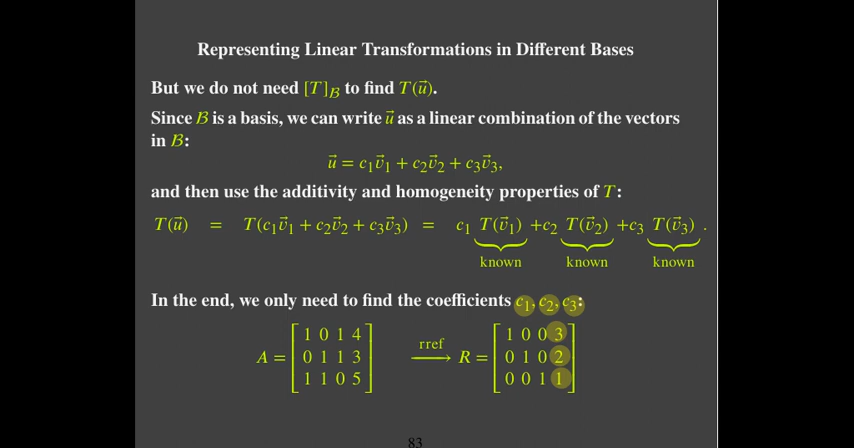 Representing Linear Transformations in Different Bases
But we do not need [T]_ℬ to find T(u⃗).
Since ℬ is a basis, we can write u⃗ as a linear combination of the vectors
in ℬ:
u⃗ = c₁v⃗₁ + c₂v⃗₂ + c₃v⃗₃,
and then use the additivity and homogeneity properties of T:
T(u⃗) = T(c₁v⃗₁ + c₂v⃗₂ + c₃v⃗₃) = c₁ T(v⃗₁) +c₂ T(v⃗₂) +c₃ T(v⃗₃) .
known known known
In the end, we only need to find the coefficients c₁, c₂, c₃:
1 0 1 4 1 0 0 3
A = 0 1 1 3 rref → R = 0 1 0 2
1 1 0 5 0 0 1 1
83